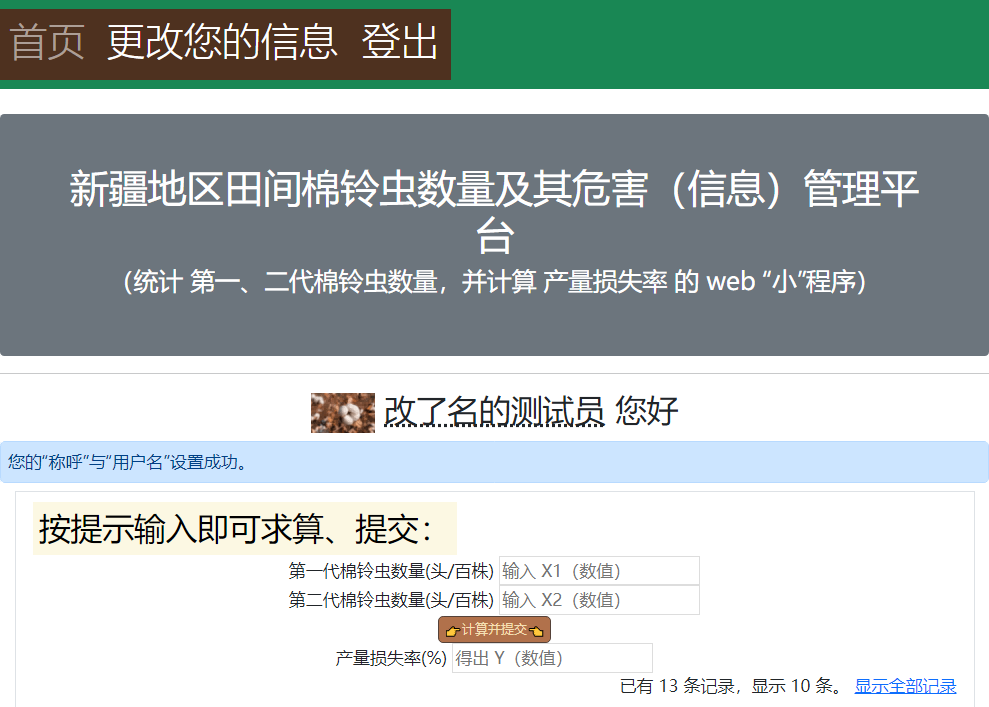 首页 更改您的信息 登出
新疆地区田间棉铃虫数量及其危害（信息）管理平
台
（统计 第一、二代棉铃虫数量，并计算 产量损失率 的 web “小”程序）
改了名的测试员 您好
您的“称呼”与“用户名”设置成功。
按提示输入即可求算、提交：
第一代棉铃虫数量(头/百株) 输入 X1（数值）
第二代棉铃虫数量(头/百株) 输入 X2（数值）
👉计算并提交👈
产量损失率(%) 得出 Y（数值）
已有 13 条记录，显示 10 条。 显示全部记录